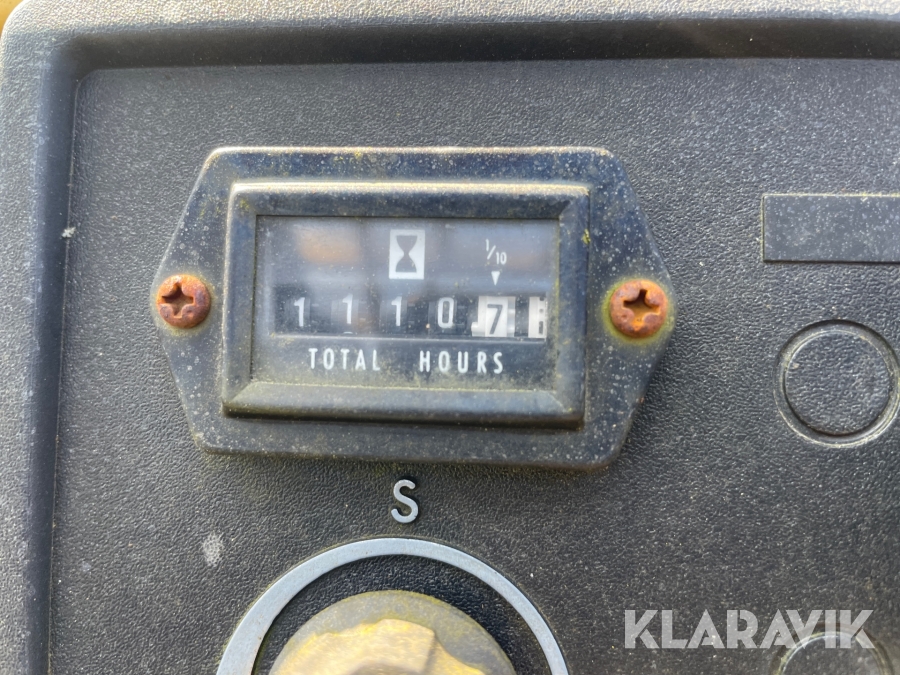 1/10
1 1 1 0 7
TOTAL HOURS
S
KLARAVIK